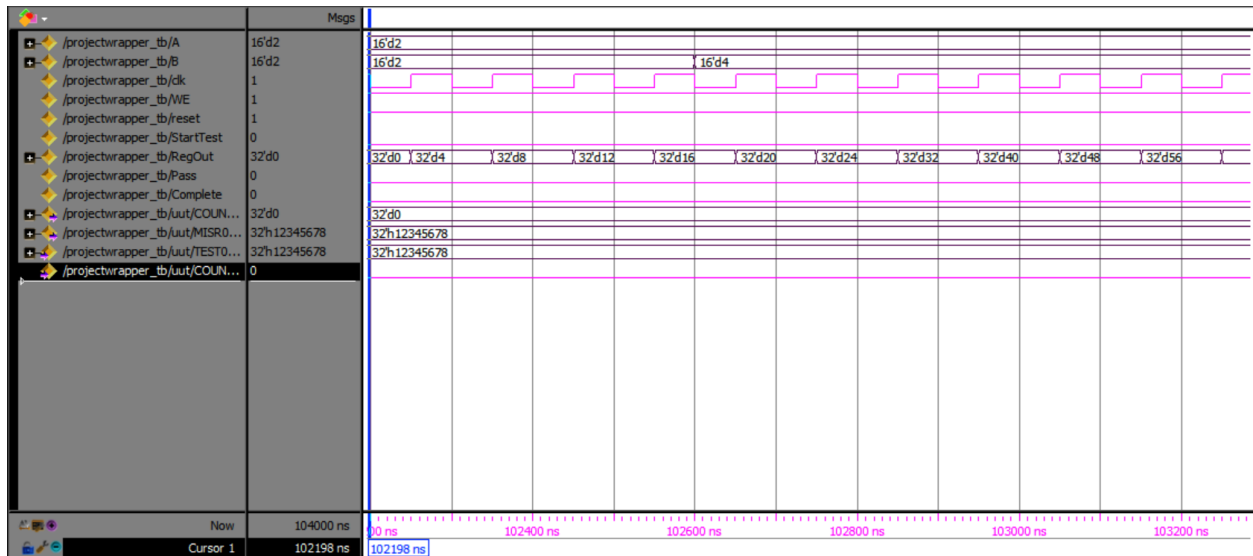 Msgs
/projectwrapper_tb/A 16'd2 16'd2
/projectwrapper_tb/B 16'd2 16'd2 16'd4
/projectwrapper_tb/clk 1
/projectwrapper_tb/WE 1
/projectwrapper_tb/reset 1
/projectwrapper_tb/StartTest 0
/projectwrapper_tb/RegOut 32'd0 32'd0 32'd4 32'd8 32'd12 32'd16 32'd20 32'd24 32'd32 32'd40 32'd48 32'd56
/projectwrapper_tb/Pass 0
/projectwrapper_tb/Complete 0
/projectwrapper_tb/uut/COUN... 32'd0 32'd0
/projectwrapper_tb/uut/MISR0... 32'h12345678 32'h12345678
/projectwrapper_tb/uut/TEST0... 32'h12345678 32'h12345678
/projectwrapper_tb/uut/COUN... 0
Now 104000 ns 00 ns 102400 ns 102600 ns 102800 ns 103000 ns 103200 ns
Cursor 1 102198 ns 102198 ns